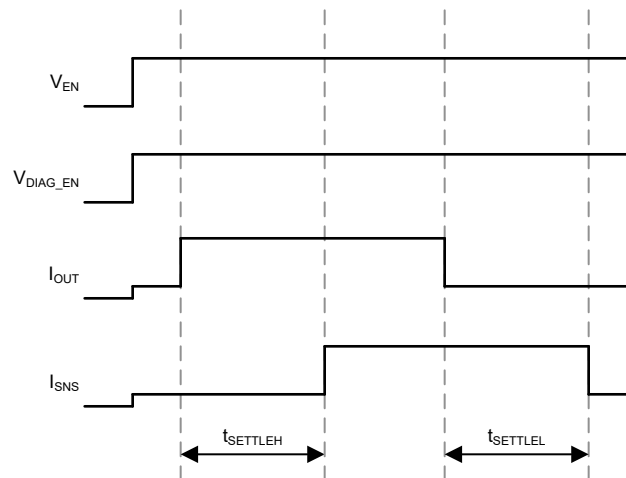 V_EN
V_DIAG_EN
I_OUT
I_SNS
t_SETTLEH t_SETTLEL